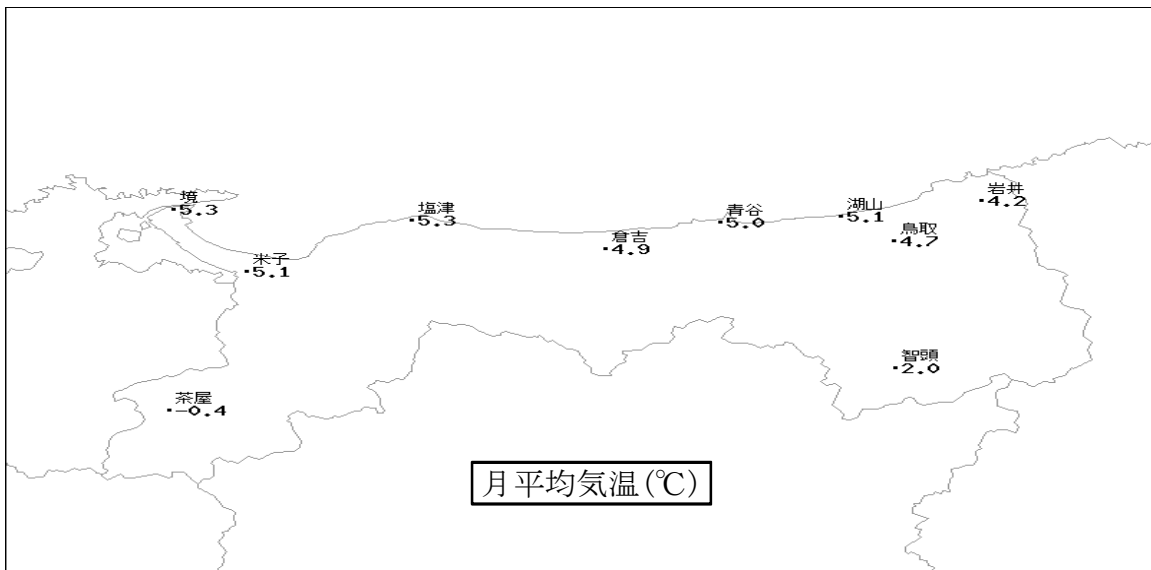 境
5.3
塩津
5.3
米子
5.1
倉吉
4.9
青谷
5.0
湖山
5.1
鳥取
4.7
岩井
4.2
智頭
2.0
茶屋
-0.4
月平均気温(℃)